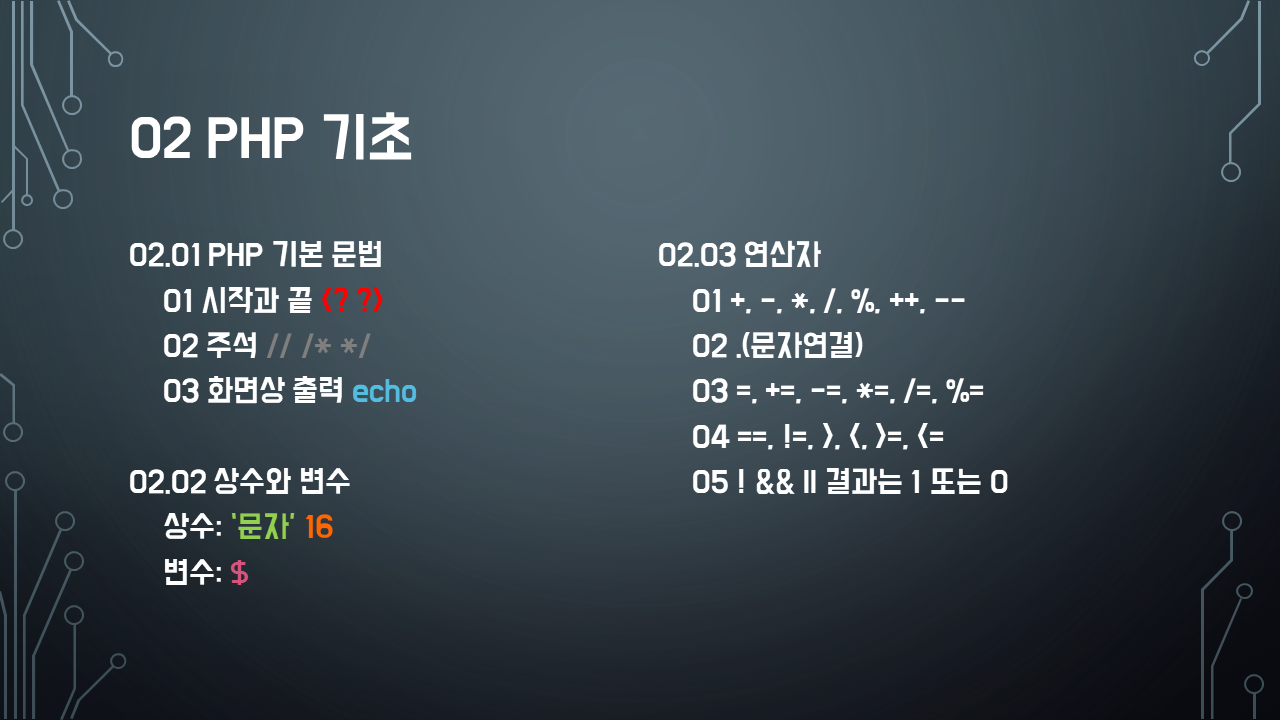 02 PHP 기초
02.01 PHP 기본 문법
01 시작과 끝 <? ?>
02 주석 // /* */
03 화면상 출력 echo
02.02 상수와 변수
상수: '문자' 16
변수: $
02.03 연산자
01 +, -, *, /, %, ++, --
02 .(문자연결)
03 =, +=, -=, *=, /=, %=
04 ==, !=, >, <, >=, <=
05 ! && || 결과는 1 또는 0